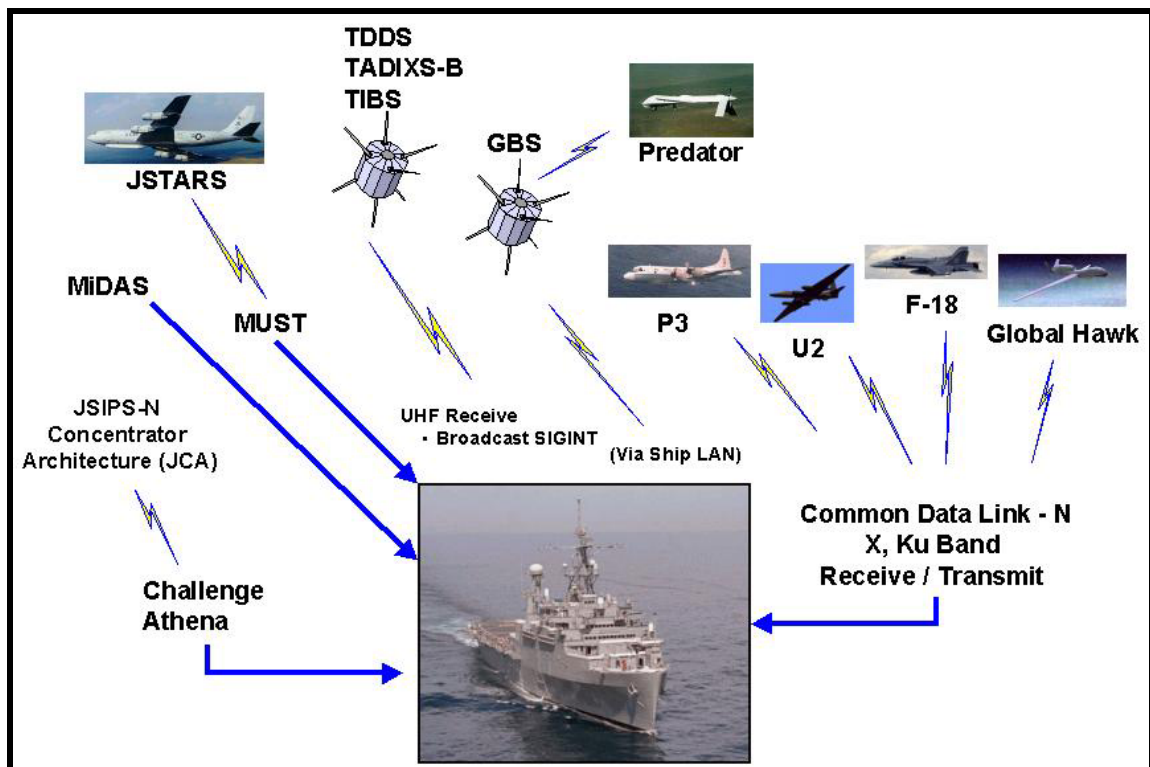 TDDS
TADIXS-B
TIBS
JSTARS
GBS
Predator
MiDAS
MUST
P3
U2
F-18
Global Hawk
JSIPS-N
Concentrator
Architecture (JCA)
UHF Receive
• Broadcast SIGINT
(Via Ship LAN)
Challenge
Athena
Common Data Link - N
X, Ku Band
Receive / Transmit